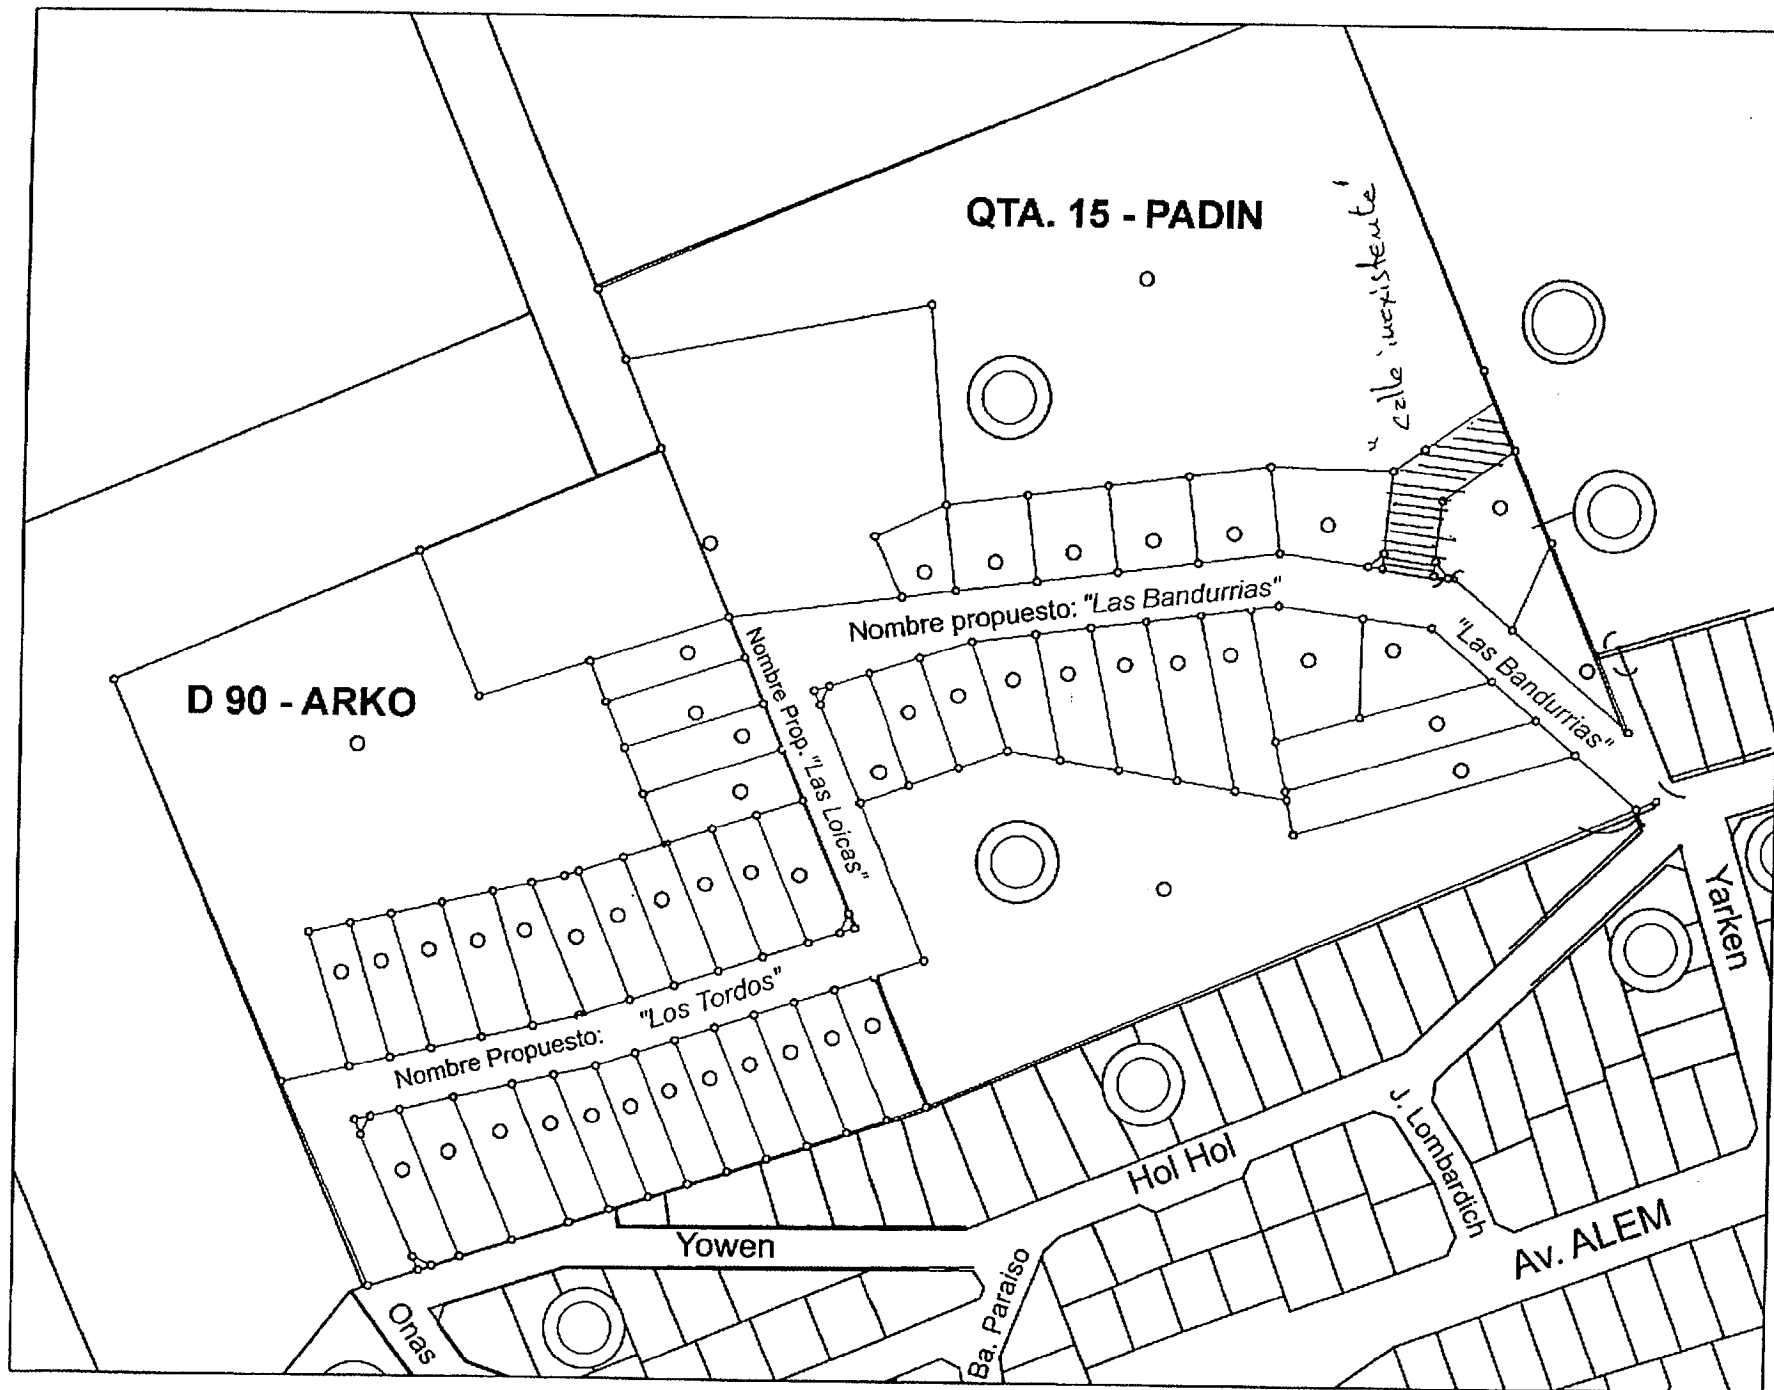 QTA. 15 - PADIN
"calle inexistente"
D 90 - ARKO
Nombre propuesto: "Las Bandurrias"
"Las Bandurrias"
Nombre Prop. "Las Loicas"
Nombre Propuesto: "Los Tordos"
Yarken
J. Lombardich
Hol Hol
Av. ALEM
Yowen
Ba. Paraiso
Onas